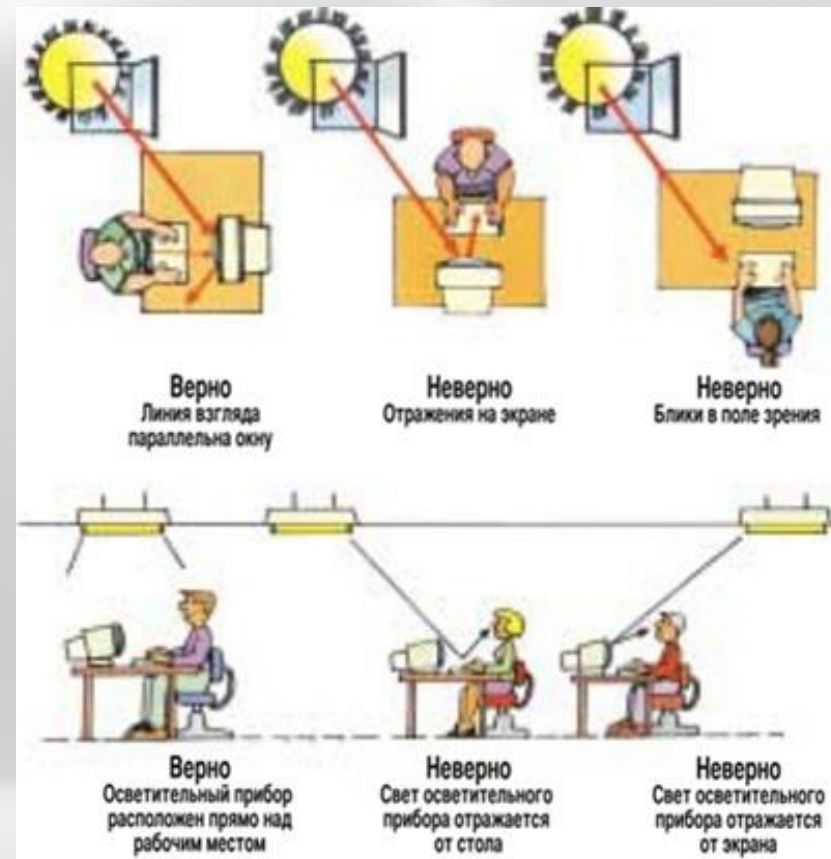 Верно
Линия взгляда
параллельна окну
Неверно
Отражения на экране
Неверно
Блики в поле зрения
Верно
Осветительный прибор
расположен прямо над
рабочим местом
Неверно
Свет осветительного
прибора отражается
от стола
Неверно
Свет осветительного
прибора отражается
от экрана